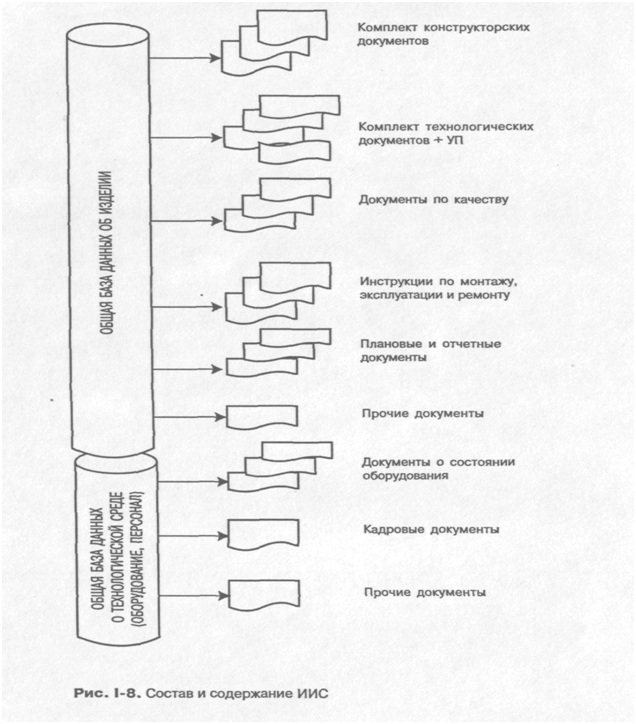 Комплект конструкторских
документов
Комплект технологических
документов + УП
Документы по качеству
Инструкции по монтажу,
эксплуатации и ремонту
Плановые и отчетные
документы
Прочие документы
Документы о состоянии
оборудования
Кадровые документы
Прочие документы
ОБЩАЯ БАЗА ДАННЫХ ОБ ИЗДЕЛИИ
ОБЩАЯ БАЗА ДАННЫХ
О ТЕХНОЛОГИЧЕСКОЙ СРЕДЕ
(ОБОРУДОВАНИЕ, ПЕРСОНАЛ)
Рис. I-8. Состав и содержание ИИС